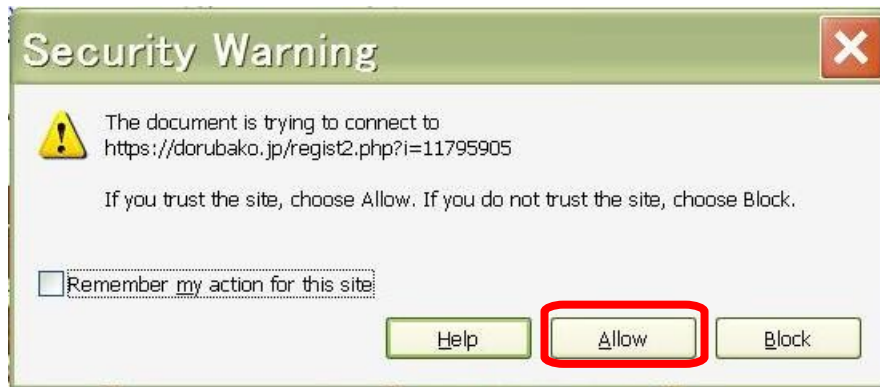 Security Warning
The document is trying to connect to
https://dorubako.jp/regist2.php?i=11795905
If you trust the site, choose Allow. If you do not trust the site, choose Block.
Remember my action for this site
Help
Allow
Block